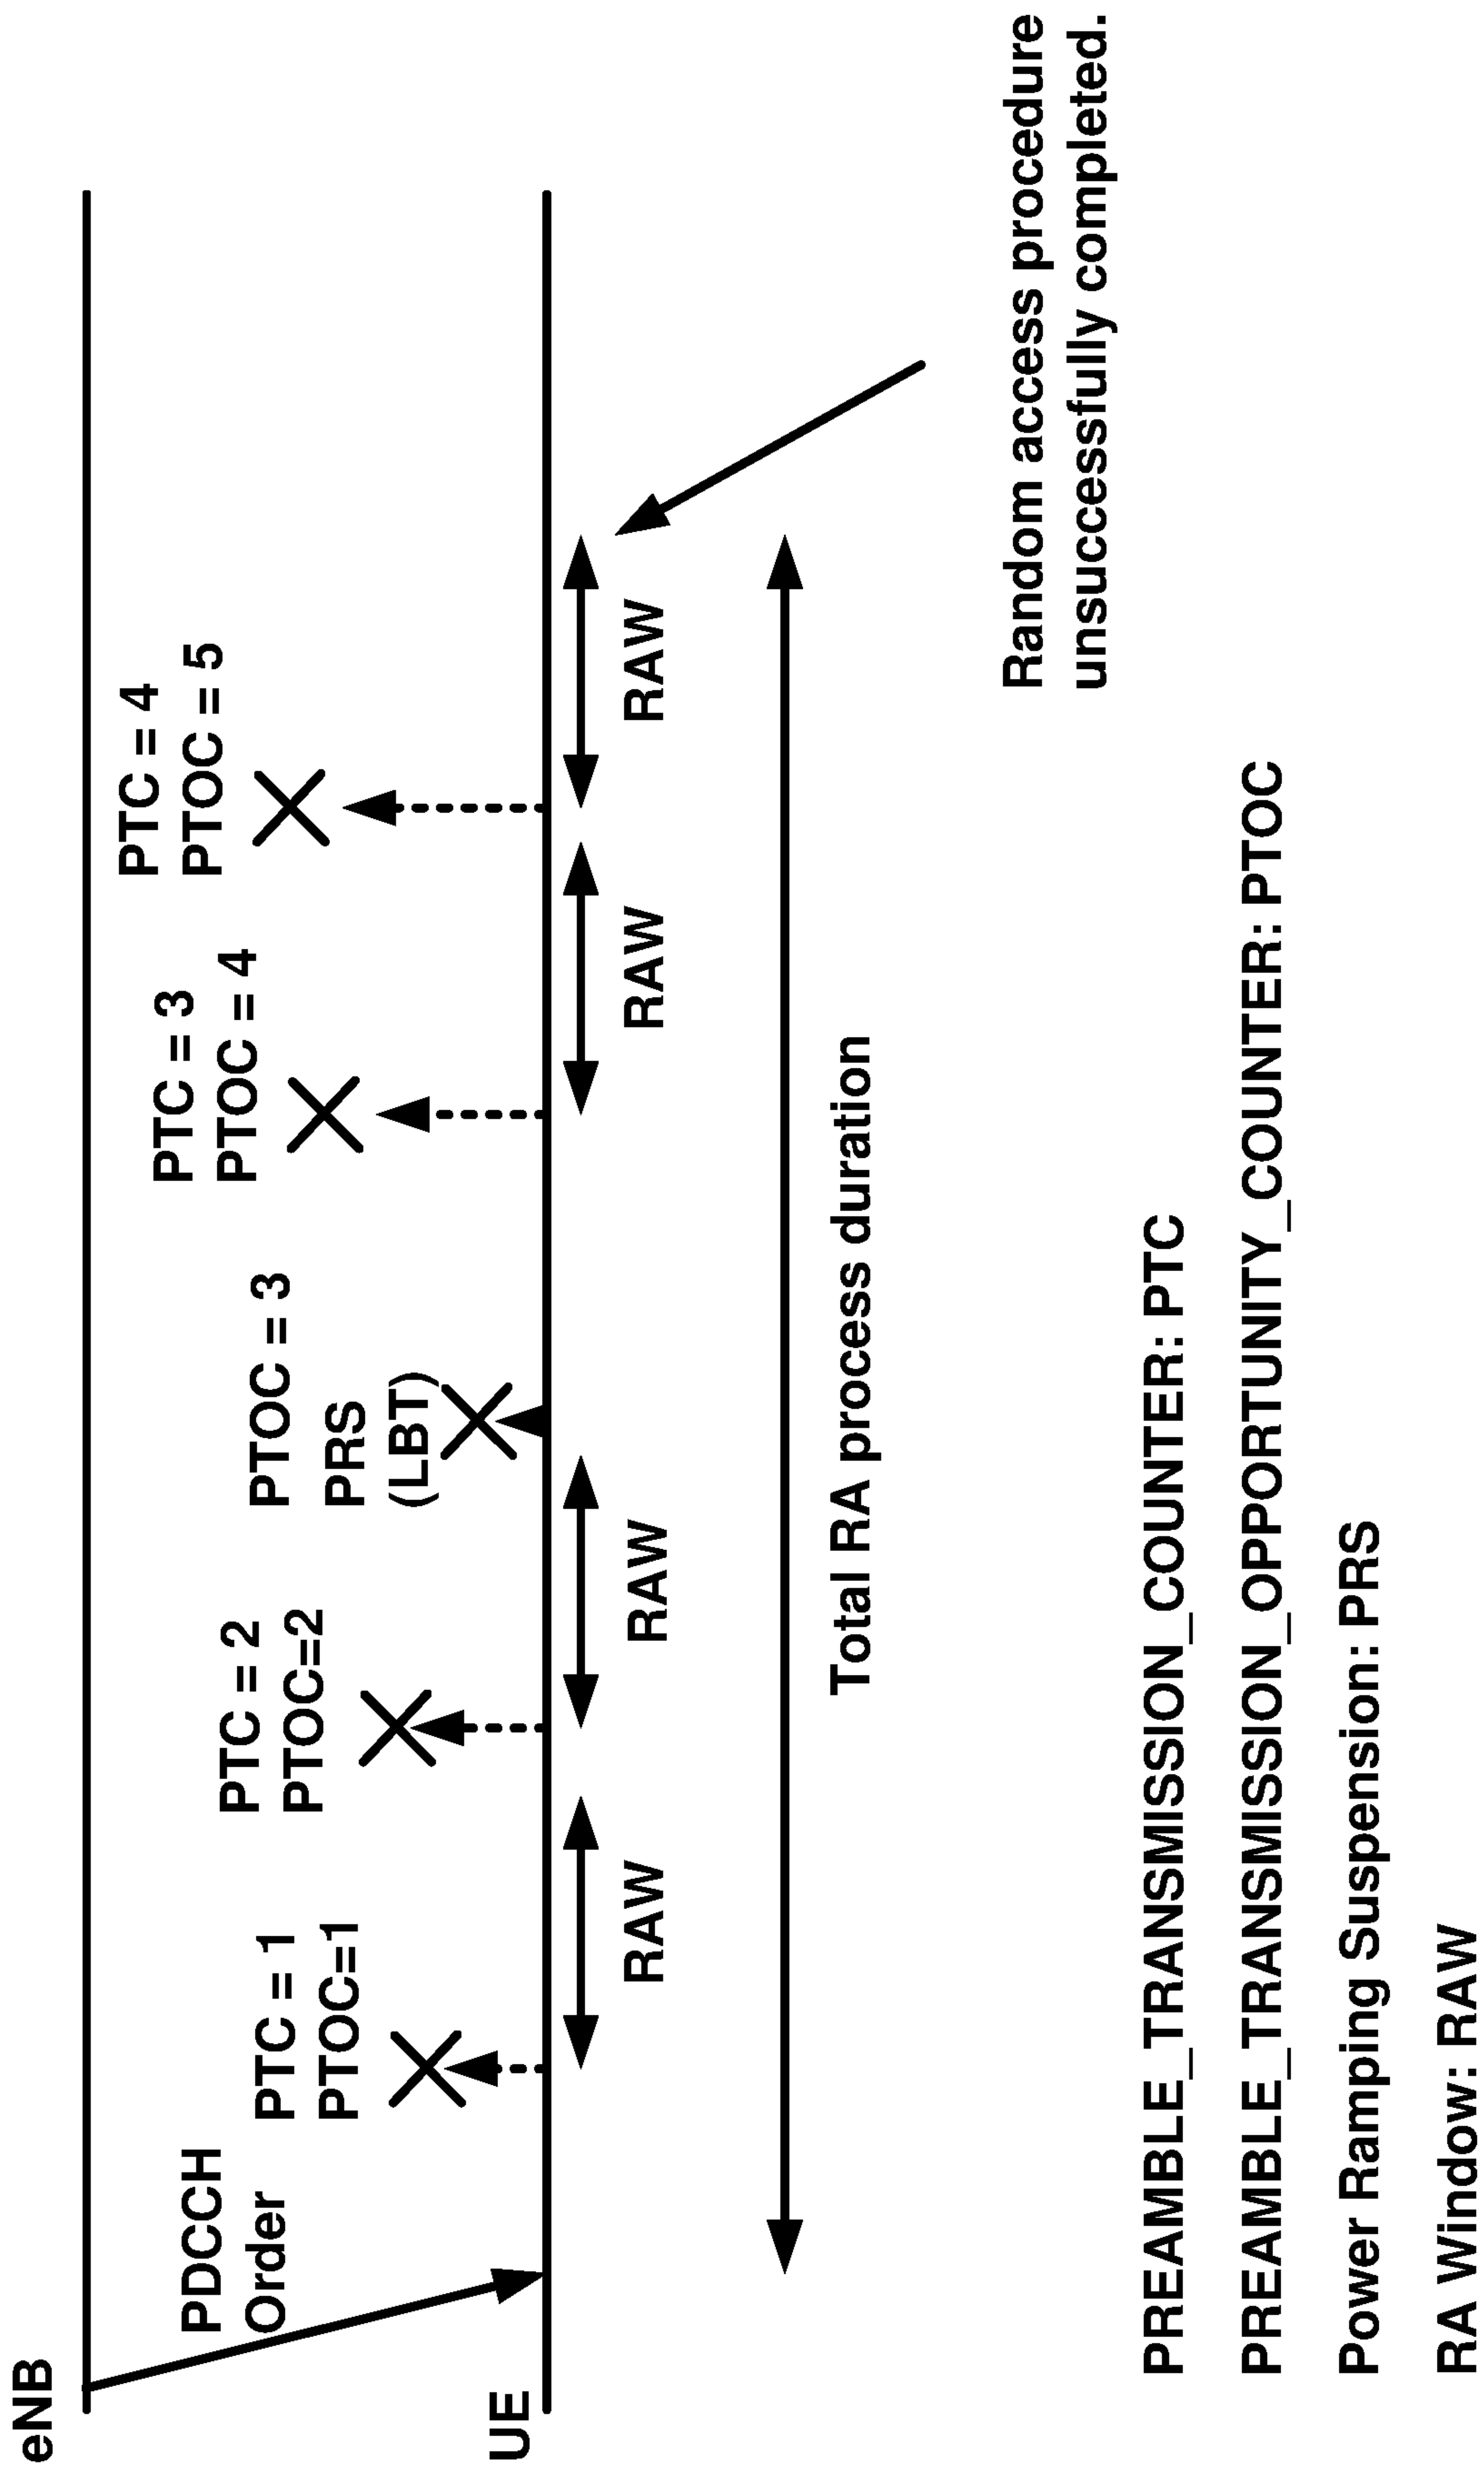 eNB
PDCCH
Order
PTC = 1
PTOC=1
PTC = 2
PTOC=2
PTOC = 3
PRS
(LBT)
PTC = 3
PTOC = 4
PTC = 4
PTOC = 5
UE
RAW
RAW
RAW
RAW
Total RA process duration
Random access procedure
unsuccessfully completed.
PREAMBLE_TRANSMISSION_COUNTER: PTC
PREAMBLE_TRANSMISSION_OPPORTUNITY_COUNTER: PTOC
Power Ramping Suspension: PRS
RA Window: RAW